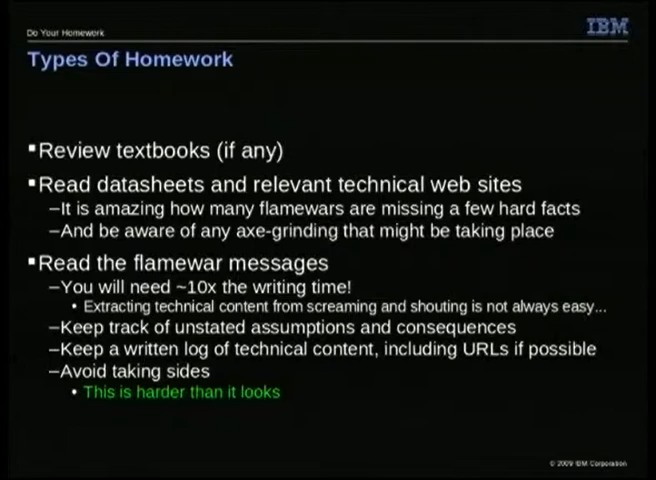 Do Your Homework
IBM
Types Of Homework
▪Review textbooks (if any)
▪Read datasheets and relevant technical web sites
–It is amazing how many flamewars are missing a few hard facts
–And be aware of any axe-grinding that might be taking place
▪Read the flamewar messages
–You will need ~10x the writing time!
• Extracting technical content from screaming and shouting is not always easy...
–Keep track of unstated assumptions and consequences
–Keep a written log of technical content, including URLs if possible
–Avoid taking sides
• This is harder than it looks
© 2009 IBM Corporation